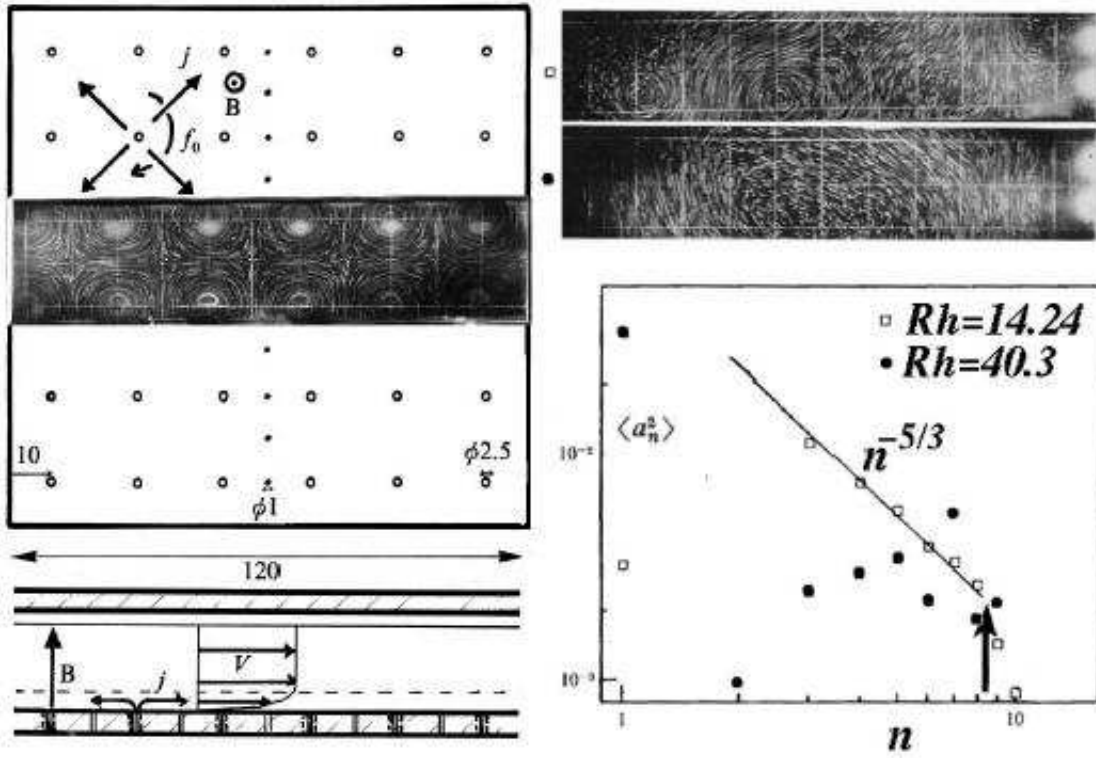 j
B
f₀
10
ϕ2.5
ϕ1
120
B
j
V
Rh=14.24
Rh=40.3
⟨aₙ²⟩
n⁻⁵/³
10⁻²
10⁻³
1
10
n